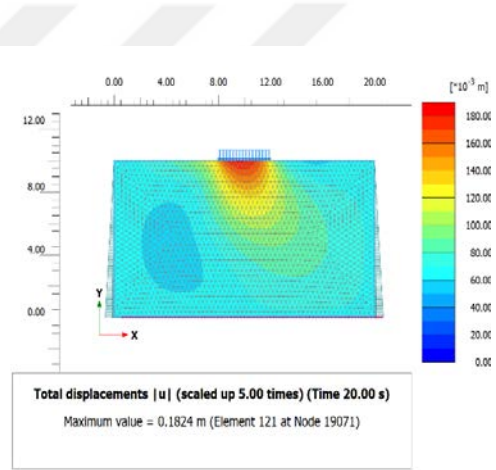 0.00 4.00 8.00 12.00 16.00 20.00
[*10⁻³ m]
12.00
8.00
4.00
0.00
Y
X
180.00
160.00
140.00
120.00
100.00
80.00
60.00
40.00
20.00
0.00
Total displacements |u| (scaled up 5.00 times) (Time 20.00 s)
Maximum value = 0.1824 m (Element 121 at Node 19071)